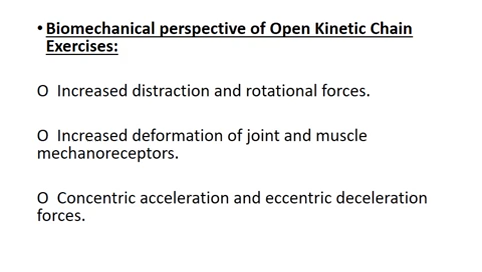 • Biomechanical perspective of Open Kinetic Chain
Exercises:
O Increased distraction and rotational forces.
O Increased deformation of joint and muscle
mechanoreceptors.
O Concentric acceleration and eccentric deceleration
forces.